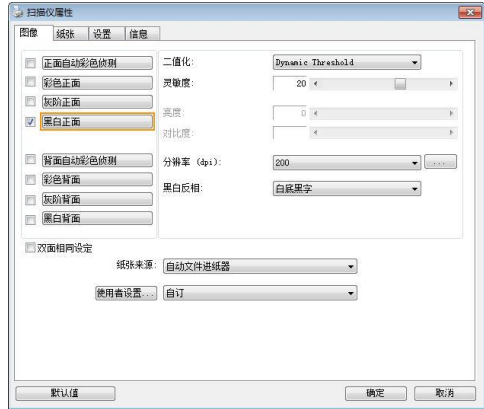 扫描仪属性
图像 纸张 设置 信息
正面自动彩色侦测
彩色正面
灰阶正面
黑白正面
背面自动彩色侦测
彩色背面
灰阶背面
黑白背面
二值化: Dynamic Threshold
灵敏度: 20
亮度: 0
对比度:
分辨率 (dpi): 200 ...
黑白反相: 白底黑字
双面相同设定
纸张来源: 自动文件进纸器
使用者设置... 自订
默认值 确定 取消